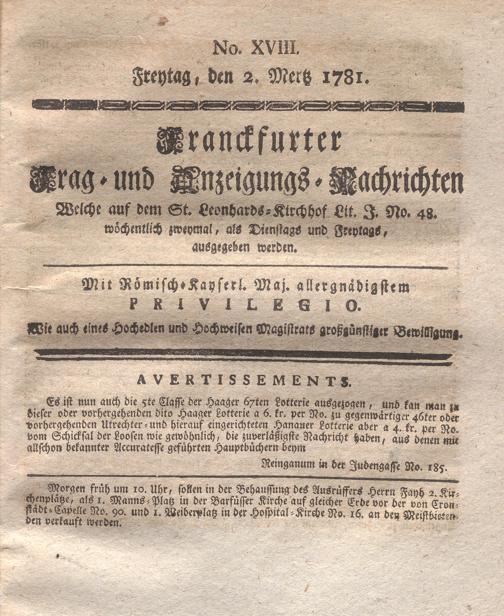 No. XVIII.
Freytag, den 2. Mertz 1781.
Franckfurter
Frag- und Anzeigungs-Nachrichten
Welche auf dem St. Leonhards-Kirchhof Lit. J. No. 48.
wöchentlich zweymal, als Dienstags und Freytags,
ausgegeben werden.
Mit Römisch-Kayserl. Maj. allergnädigstem
PRIVILEGIO.
Wie auch eines Hochedlen und Hochweisen Magistrats großgünstiger Bewilligung.
AVERTISSEMENTS.
Es ist nun auch die 5te Classe der Haager 67ten Lotterie ausgezogen, und kan man zu
dieser oder vorhergehenden dito Haager Lotterie a 6. kr. per No. zu gegenwärtiger 46ter oder
vorhergehenden Utrechter- und hierauf eingerichteten Hanauer Lotterie aber a 4. kr. per No.
vom Schicksal der Loosen wie gewöhnlich, die zuverläßigste Nachricht haben, aus denen mit
allschon bekannter Accuratesse geführten Hauptbüchern beym
Reinganum in der Judengasse No. 185.
Morgen früh um 10. Uhr, sollen in der Behaussung des Ausrüffers Herrn Fayh 2. Kir-
chenplätze, als 1. Manns-Platz in der Barfüsser Kirche auf gleicher Erde vor der von Cron-
städt-Capelle No. 90. und 1. Weiberplatz in der Hospital-Kirche No. 16. an den Meistbieten-
den verkauft werden.